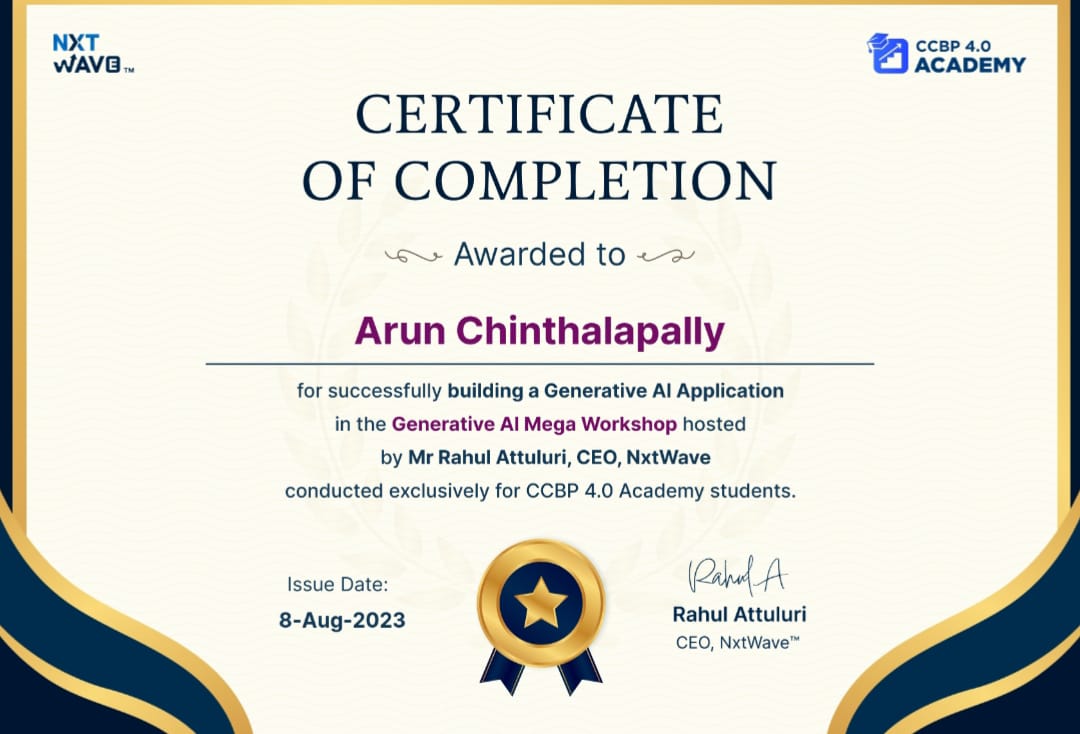 NXT
WAVE™
CCBP 4.0
ACADEMY
CERTIFICATE
OF COMPLETION
Awarded to
Arun Chinthalapally
for successfully building a Generative AI Application
in the Generative AI Mega Workshop hosted
by Mr Rahul Attuluri, CEO, NxtWave
conducted exclusively for CCBP 4.0 Academy students.
Issue Date:
8-Aug-2023
Rahul A
Rahul Attuluri
CEO, NxtWave™